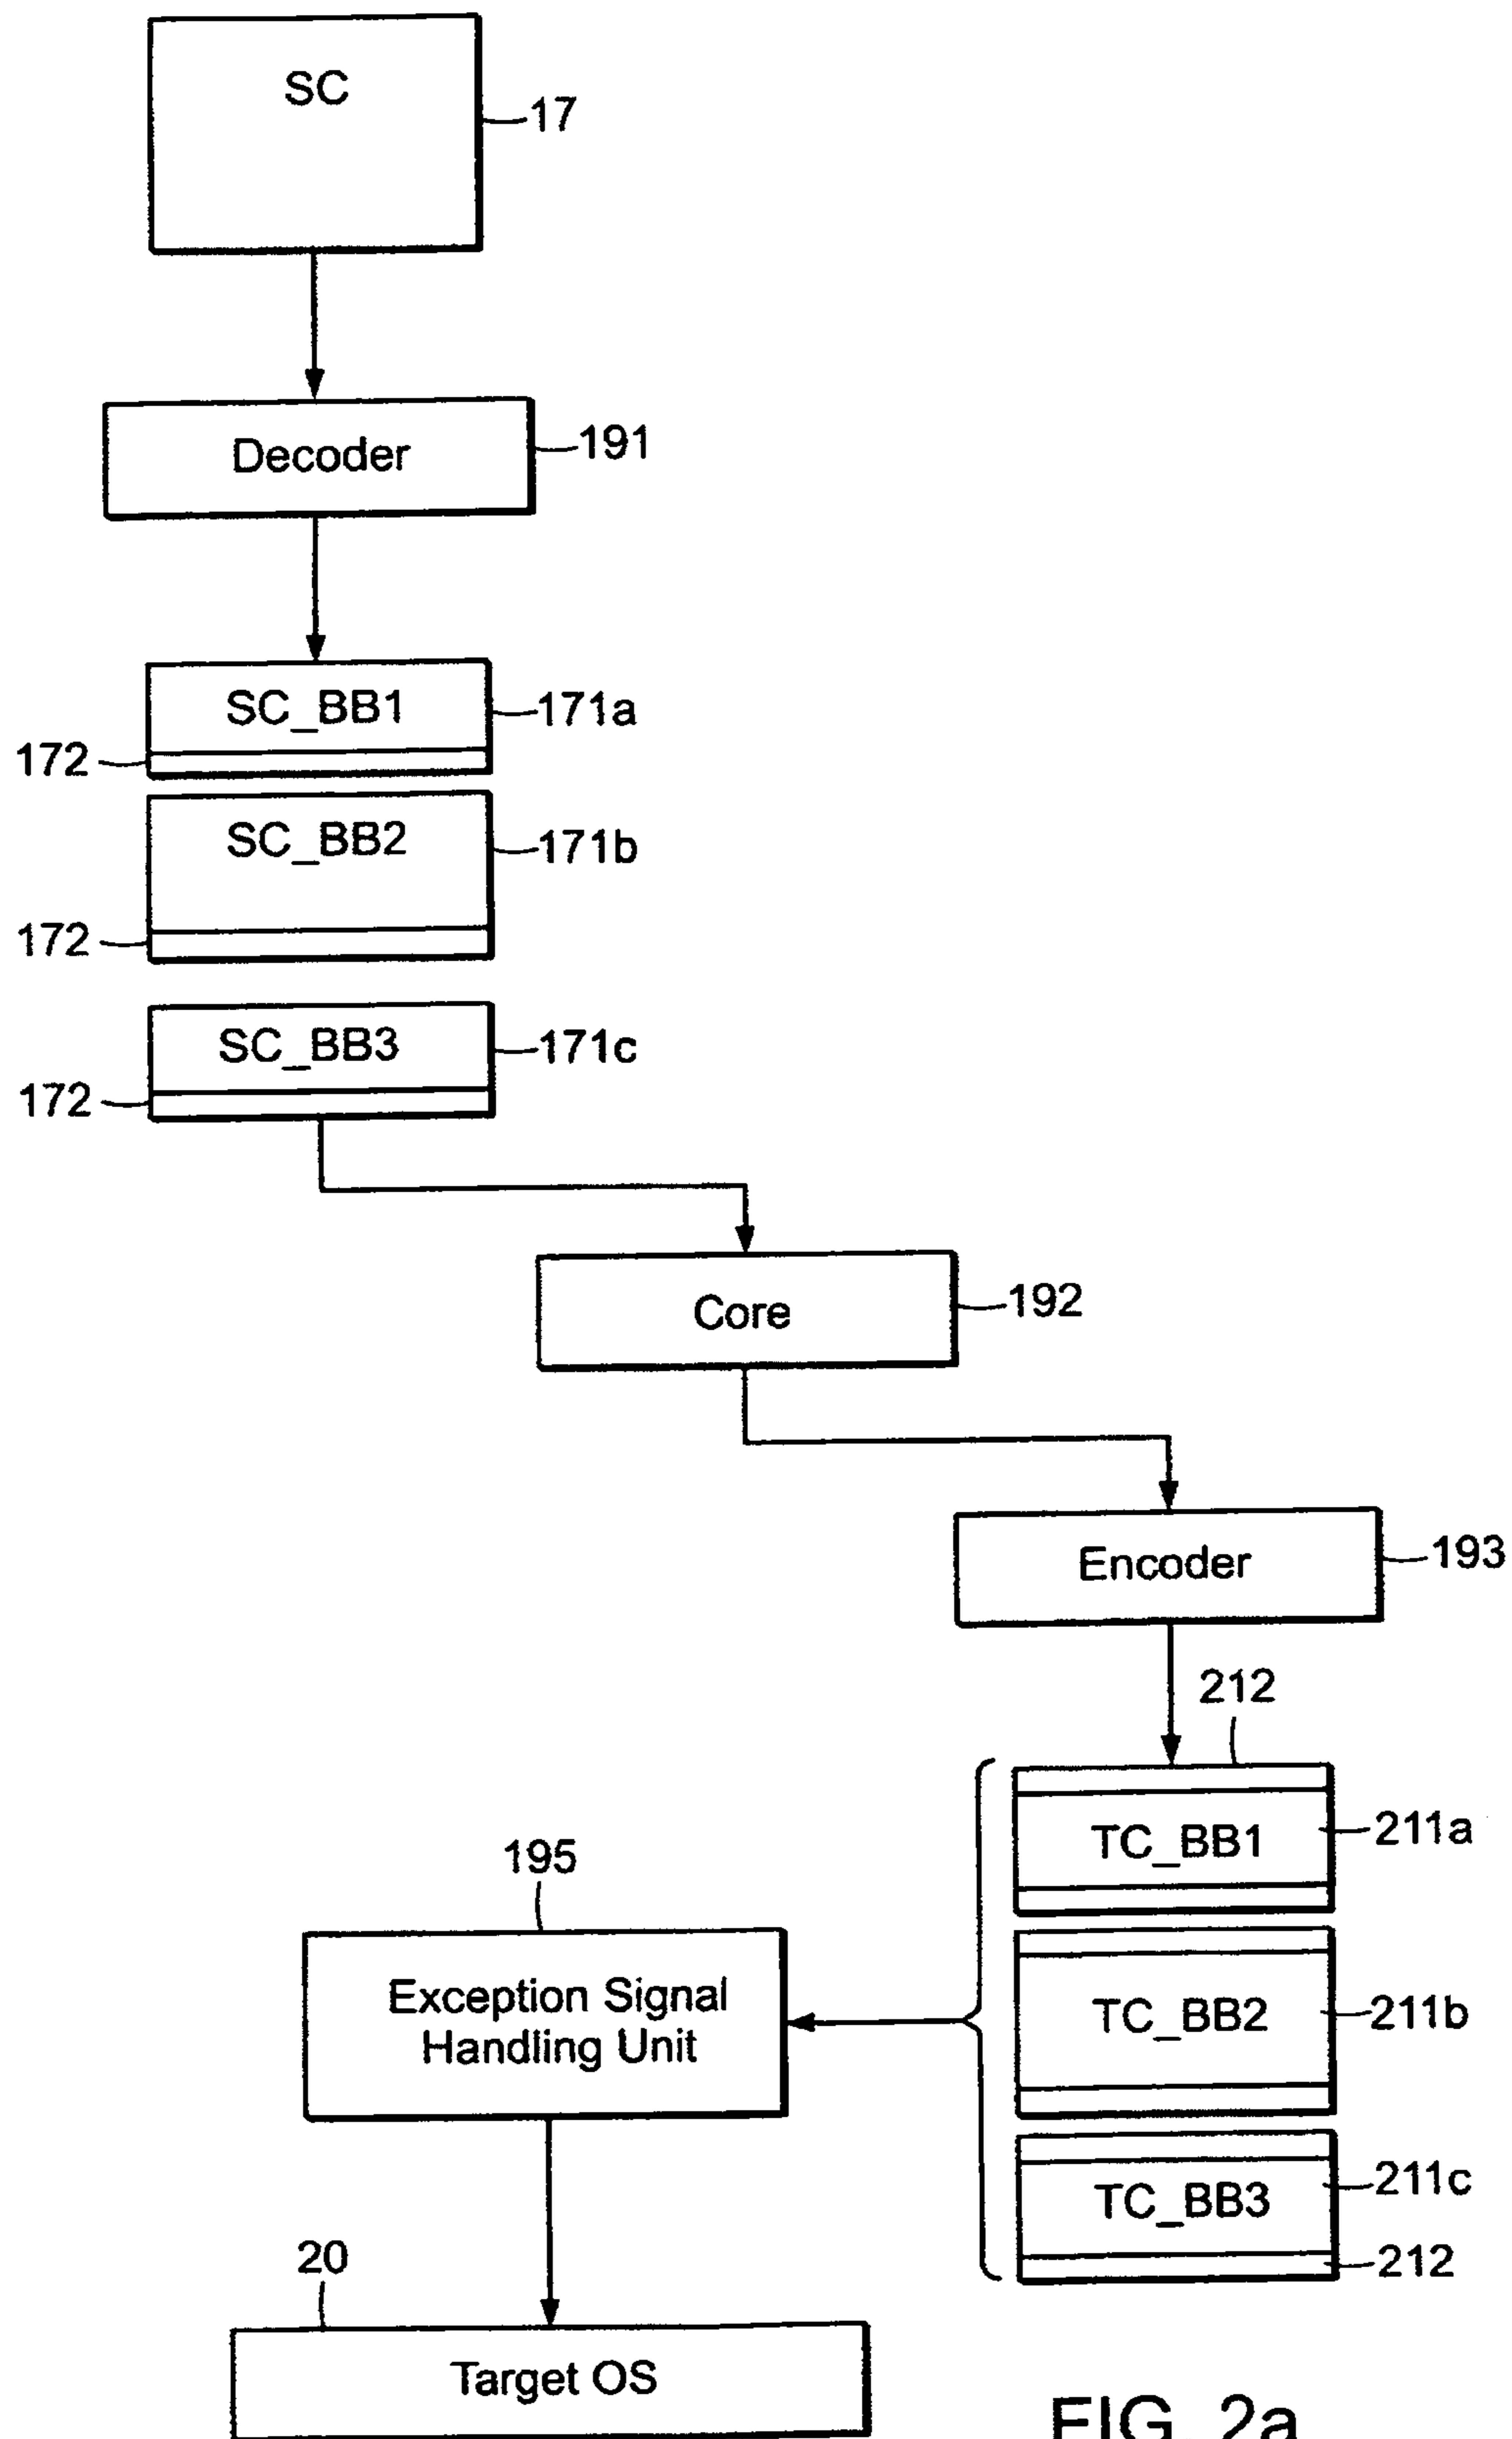 SC
17
Decoder
191
SC_BB1
171a
172
SC_BB2
171b
172
SC_BB3
171c
172
Core
192
Encoder
193
212
TC_BB1
211a
195
Exception Signal
Handling Unit
TC_BB2
211b
TC_BB3
211c
212
20
Target OS
FIG. 2a